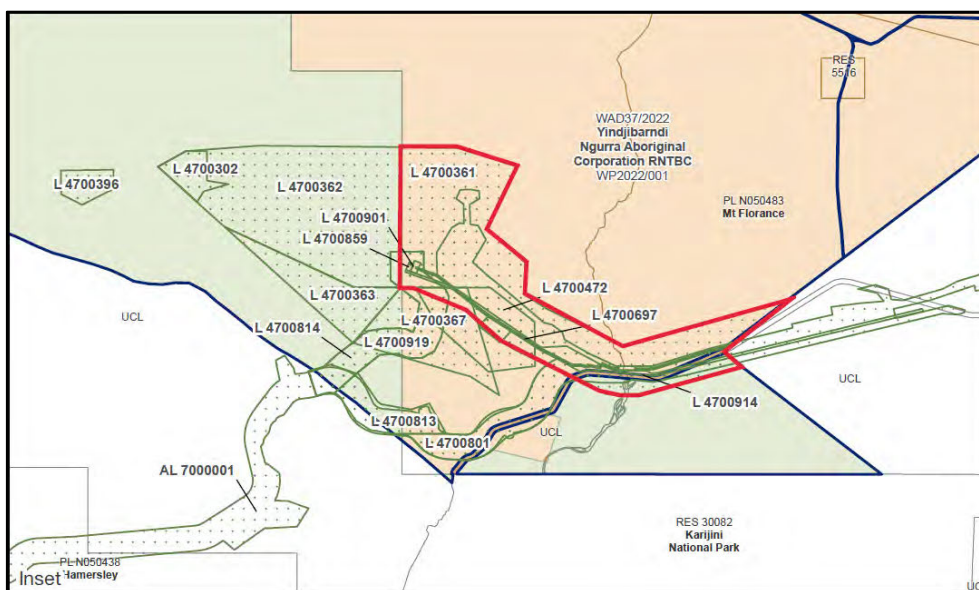 RES
5516
WAD37/2022
Yindjibarndi
Ngurra Aboriginal
Corporation RNTBC
WP2022/001
L 4700302
L 4700361
L 4700396
L 4700362
PL N050483
Mt Florance
L 4700901
L 4700859
L 4700472
L 4700363
UCL
L 4700367
L 4700697
L 4700814
L 4700919
UCL
L 4700914
L 4700813
L 4700801
UCL
AL 7000001
RES 30082
Karijini
National Park
PL N050438
Hamersley
Inset
UC